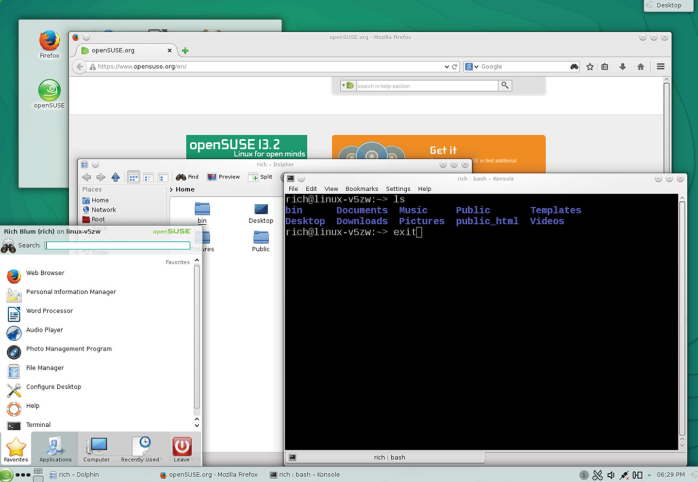 Desktop
openSUSE.org - Mozilla Firefox
Firefox
openSUSE
openSUSE.org
https://www.opensuse.org/en/
Google
search in help-section
openSUSE 13.2
Linux for open minds
Get it
rich - Dolphin
Find
Preview
Split
Places
Home
Network
Root
Home
bin
Desktop
Public
rich : bash - Konsole
File Edit View Bookmarks Settings Help
rich@linux-v5zw:~> ls
bin Documents Music Public Templates
Desktop Downloads Pictures public_html Videos
rich@linux-v5zw:~> exit
rich : bash
Rich Blum (rich) on linux-v5zw
openSUSE
Search:
Favorites
Web Browser
Personal Information Manager
Word Processor
Audio Player
Photo Management Program
File Manager
Configure Desktop
Help
Terminal
Favorites Applications Computer Recently Used Leave
rich - Dolphin
openSUSE.org - Mozilla Firefox
rich : bash - Konsole
06:29 PM